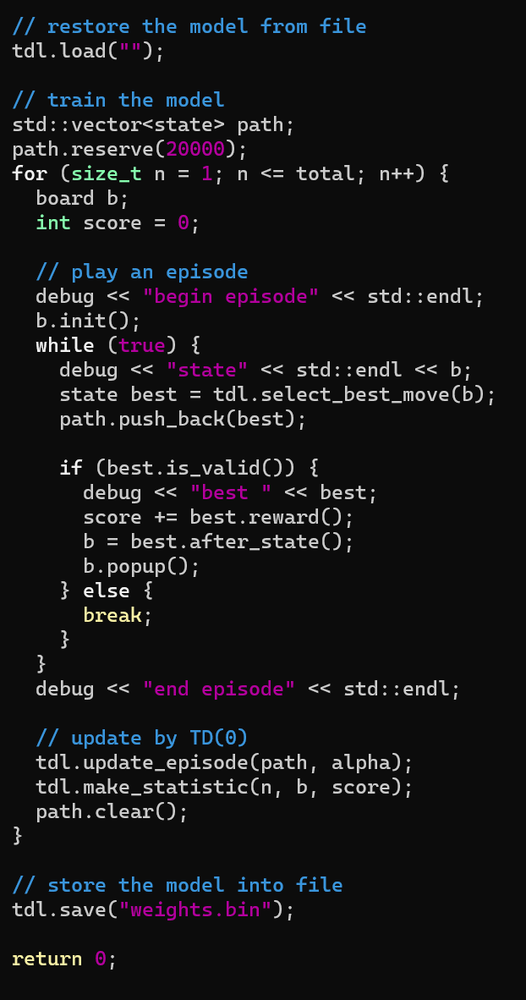 // restore the model from file
tdl.load("");

// train the model
std::vector<state> path;
path.reserve(20000);
for (size_t n = 1; n <= total; n++) {
  board b;
  int score = 0;

  // play an episode
  debug << "begin episode" << std::endl;
  b.init();
  while (true) {
    debug << "state" << std::endl << b;
    state best = tdl.select_best_move(b);
    path.push_back(best);

    if (best.is_valid()) {
      debug << "best " << best;
      score += best.reward();
      b = best.after_state();
      b.popup();
    } else {
      break;
    }
  }
  debug << "end episode" << std::endl;

  // update by TD(0)
  tdl.update_episode(path, alpha);
  tdl.make_statistic(n, b, score);
  path.clear();
}

// store the model into file
tdl.save("weights.bin");

return 0;